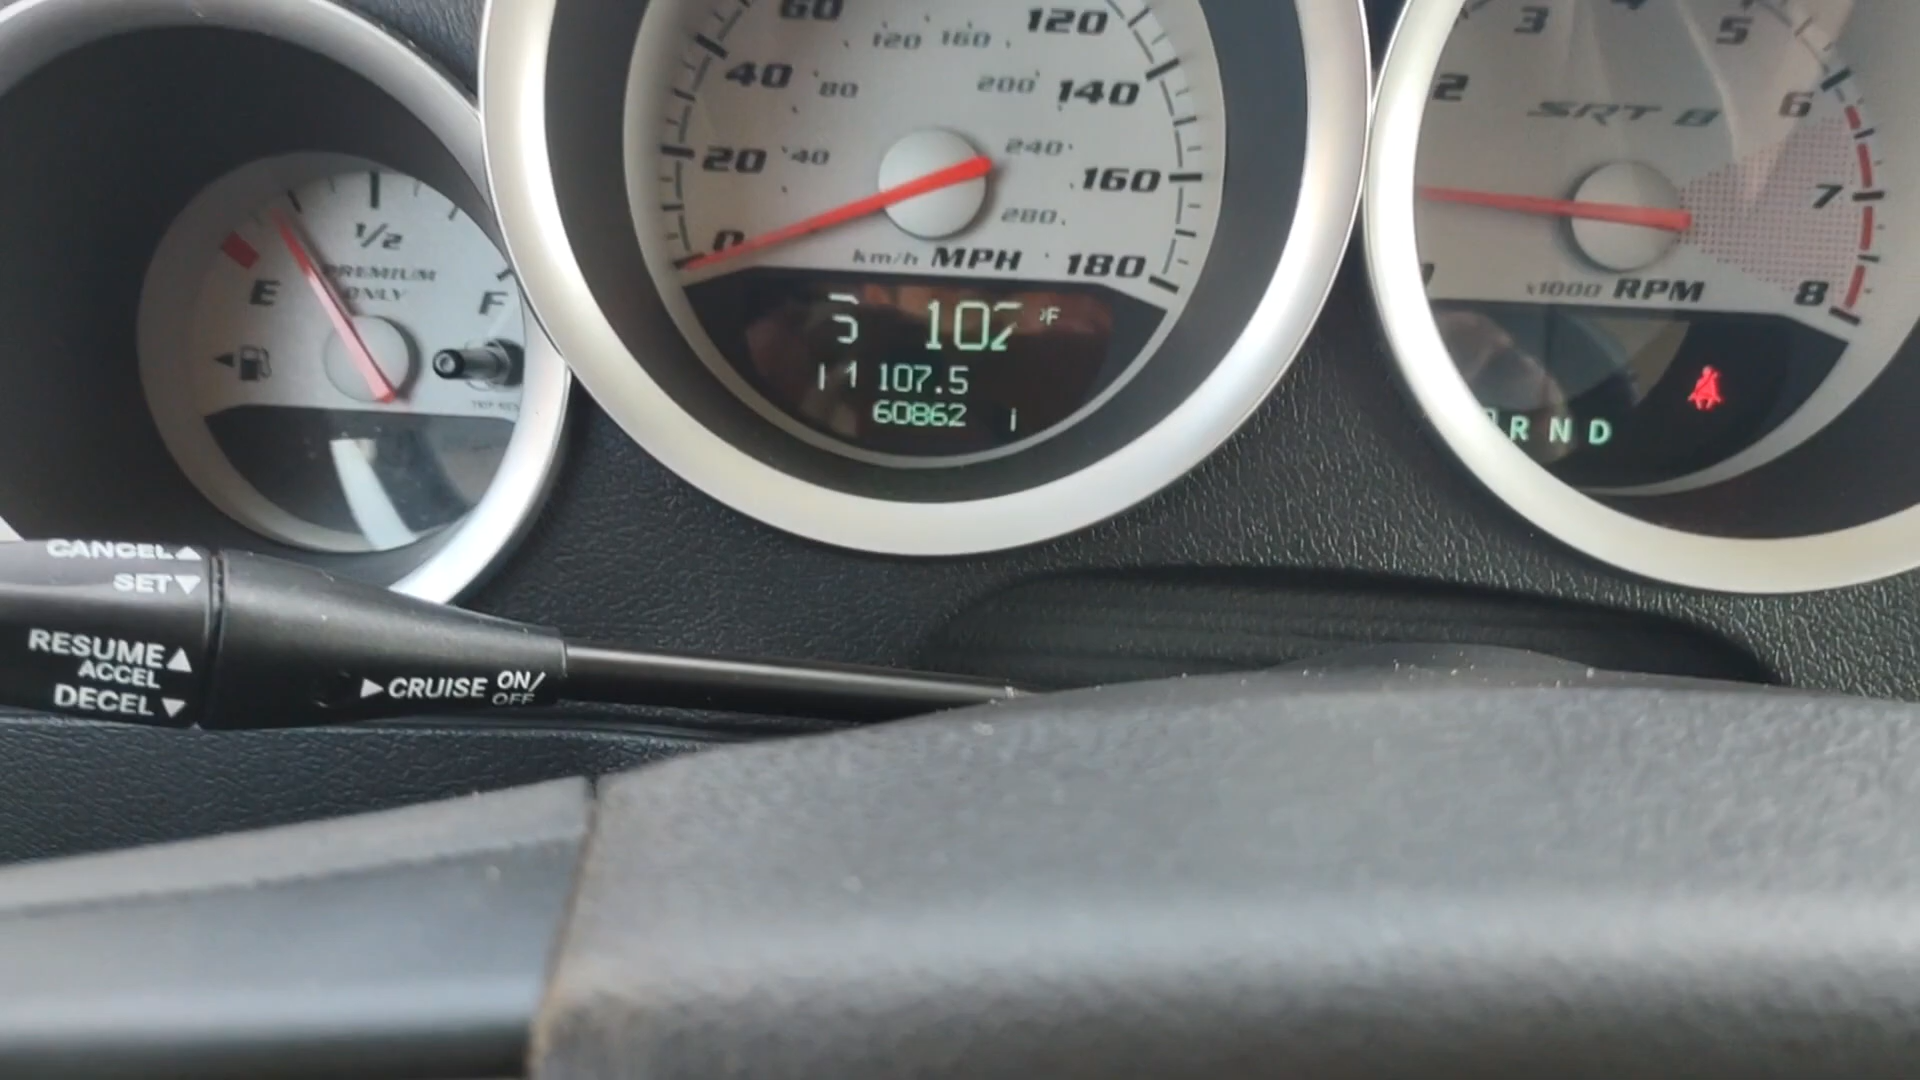 1/2
PREMIUM
ONLY
E
F
60
120
120 160
40
80
200
140
20
40
240
160
0
280
km/h MPH
180
102 °F
107.5
60862
3
5
2
6
SRT 8
7
x1000 RPM
8
R N D
CANCEL▲
SET▼
RESUME▲
ACCEL
DECEL▼
▶CRUISE ON/
OFF